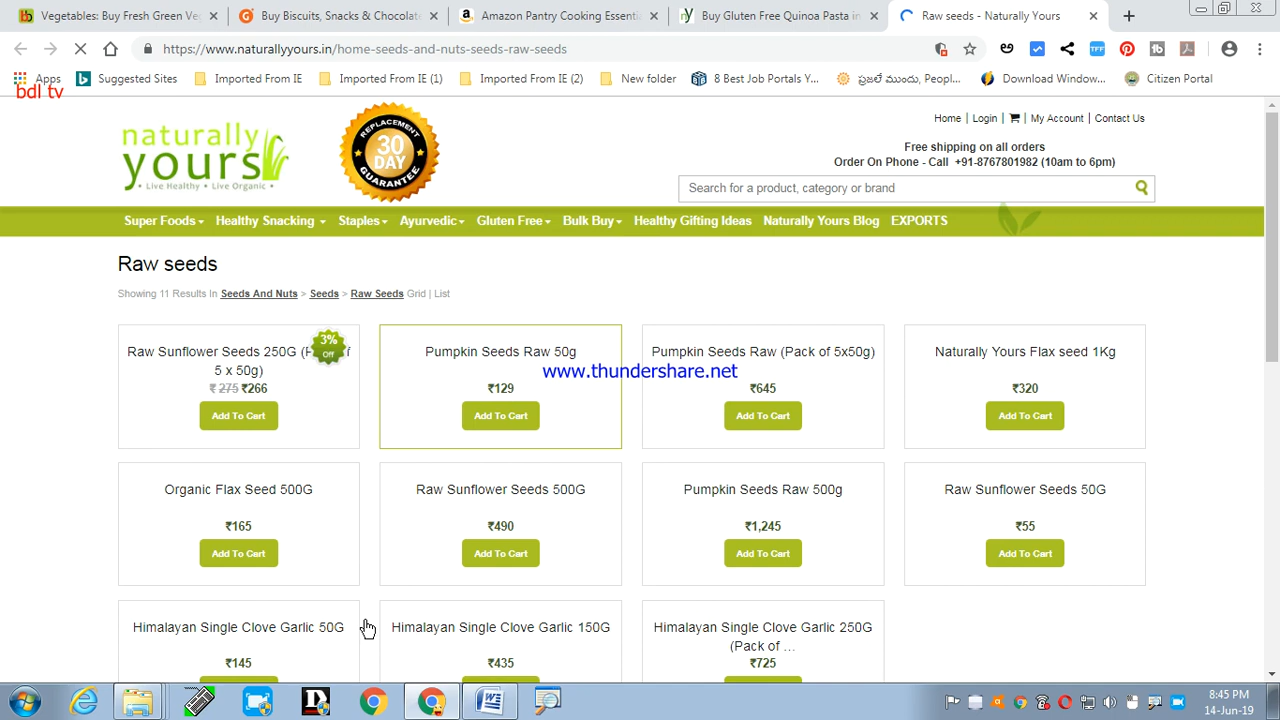 Vegetables: Buy Fresh Green Ve
Buy Biscuits, Snacks & Chocolat
Amazon Pantry Cooking Essenti
Buy Gluten Free Quinoa Pasta in
Raw seeds - Naturally Yours
https://www.naturallyyours.in/home-seeds-and-nuts-seeds-raw-seeds
Apps
Suggested Sites
Imported From IE
Imported From IE (1)
Imported From IE (2)
New folder
5 Best Job Portals Y...
ప్రజలే ముందు, Peopl...
Download Window...
Citizen Portal
bdl tv
naturally
yours
• Live Healthy • Live Organic •
REPLACEMENT
30
DAY
GUARANTEE
Home | Login | | My Account | Contact Us
Free shipping on all orders
Order On Phone - Call +91-8767801982 (10am to 6pm)
Search for a product, category or brand
Super Foods Healthy Snacking Staples Ayurvedic Gluten Free Bulk Buy Healthy Gifting Ideas Naturally Yours Blog EXPORTS
Raw seeds
Showing 11 Results In Seeds And Nuts > Seeds > Raw Seeds Grid | List
3%
Off
Raw Sunflower Seeds 250G
5 x 50g)
₹ 275 ₹266
Add To Cart
Pumpkin Seeds Raw 50g
₹129
Add To Cart
Pumpkin Seeds Raw (Pack of 5x50g)
₹645
Add To Cart
Naturally Yours Flax seed 1Kg
₹320
Add To Cart
www.thundershare.net
Organic Flax Seed 500G
₹165
Add To Cart
Raw Sunflower Seeds 500G
₹490
Add To Cart
Pumpkin Seeds Raw 500g
₹1,245
Add To Cart
Raw Sunflower Seeds 50G
₹55
Add To Cart
Himalayan Single Clove Garlic 50G
₹145
Himalayan Single Clove Garlic 150G
₹435
Himalayan Single Clove Garlic 250G
(Pack of ...
₹725
8:45 PM
14-Jun-19